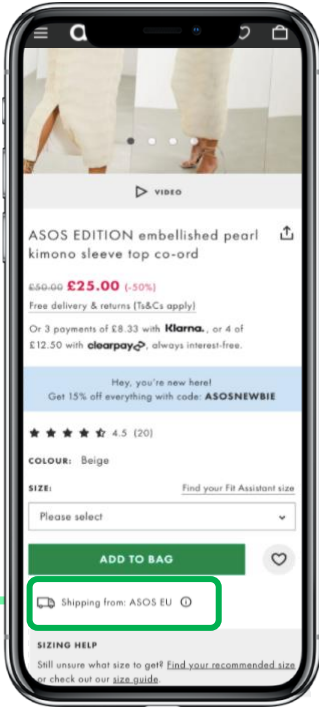 a
VIDEO
ASOS EDITION embellished pearl
kimono sleeve top co-ord
£50.00 £25.00 (-50%)
Free delivery & returns (Ts&Cs apply)
Or 3 payments of £8.33 with Klarna., or 4 of
£12.50 with clearpay, always interest-free.
Hey, you're new here!
Get 15% off everything with code: ASOSNEWBIE
4.5 (20)
COLOUR: Beige
SIZE: Find your Fit Assistant size
Please select
ADD TO BAG
Shipping from: ASOS EU
SIZING HELP
Still unsure what size to get? Find your recommended size
or check out our size guide.